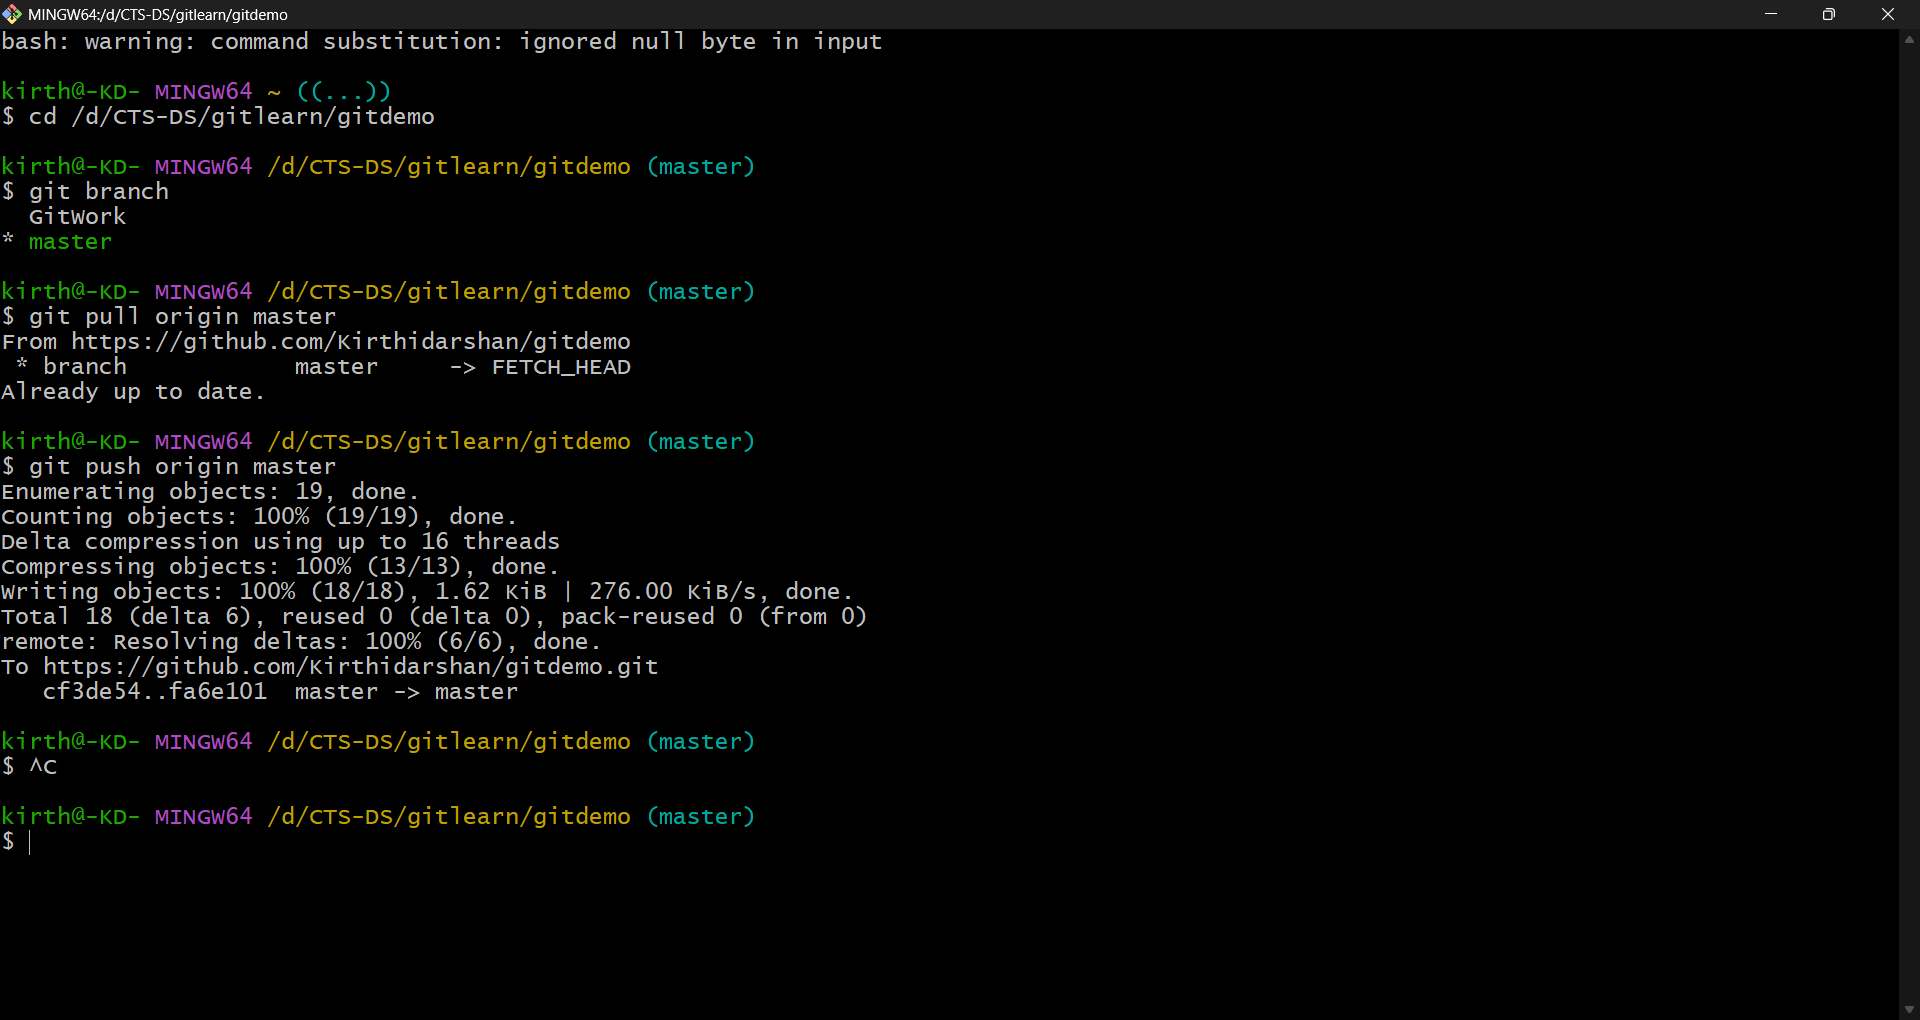 MINGW64:/d/CTS-DS/gitlearn/gitdemo
bash: warning: command substitution: ignored null byte in input
kirth@-KD- MINGW64 ~ ((...))
$ cd /d/CTS-DS/gitlearn/gitdemo
kirth@-KD- MINGW64 /d/CTS-DS/gitlearn/gitdemo (master)
$ git branch
  GitWork
* master
kirth@-KD- MINGW64 /d/CTS-DS/gitlearn/gitdemo (master)
$ git pull origin master
From https://github.com/Kirthidarshan/gitdemo
 * branch            master     -> FETCH_HEAD
Already up to date.
kirth@-KD- MINGW64 /d/CTS-DS/gitlearn/gitdemo (master)
$ git push origin master
Enumerating objects: 19, done.
Counting objects: 100% (19/19), done.
Delta compression using up to 16 threads
Compressing objects: 100% (13/13), done.
Writing objects: 100% (18/18), 1.62 KiB | 276.00 KiB/s, done.
Total 18 (delta 6), reused 0 (delta 0), pack-reused 0 (from 0)
remote: Resolving deltas: 100% (6/6), done.
To https://github.com/Kirthidarshan/gitdemo.git
   cf3de54..fa6e101  master -> master
kirth@-KD- MINGW64 /d/CTS-DS/gitlearn/gitdemo (master)
$ ^C
kirth@-KD- MINGW64 /d/CTS-DS/gitlearn/gitdemo (master)
$